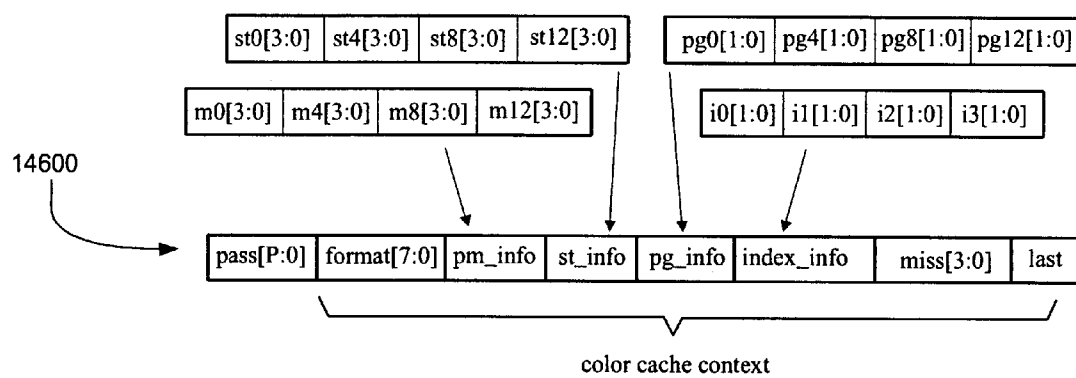 st0[3:0] st4[3:0] st8[3:0] st12[3:0] pg0[1:0] pg4[1:0] pg8[1:0] pg12[1:0]
m0[3:0] m4[3:0] m8[3:0] m12[3:0] i0[1:0] i1[1:0] i2[1:0] i3[1:0]
14600
pass[P:0] format[7:0] pm_info st_info pg_info index_info miss[3:0] last
color cache context